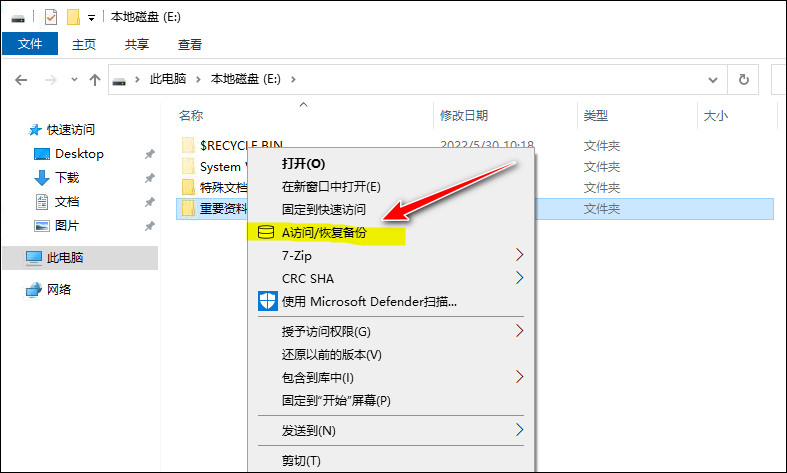 本地磁盘 (E:)
文件 主页 共享 查看
此电脑 本地磁盘 (E:)
名称 修改日期 类型 大小
快速访问
Desktop
下载
文档
图片
此电脑
网络
$RECYCLE.BIN 2022/5/30 10:18 文件夹
System 文件夹
特殊文档 文件夹
重要资料 文件夹
打开(O)
在新窗口中打开(E)
固定到快速访问
A访问/恢复备份
7-Zip
CRC SHA
使用 Microsoft Defender扫描...
授予访问权限(G)
还原以前的版本(V)
包含到库中(I)
固定到"开始"屏幕(P)
发送到(N)
剪切(T)